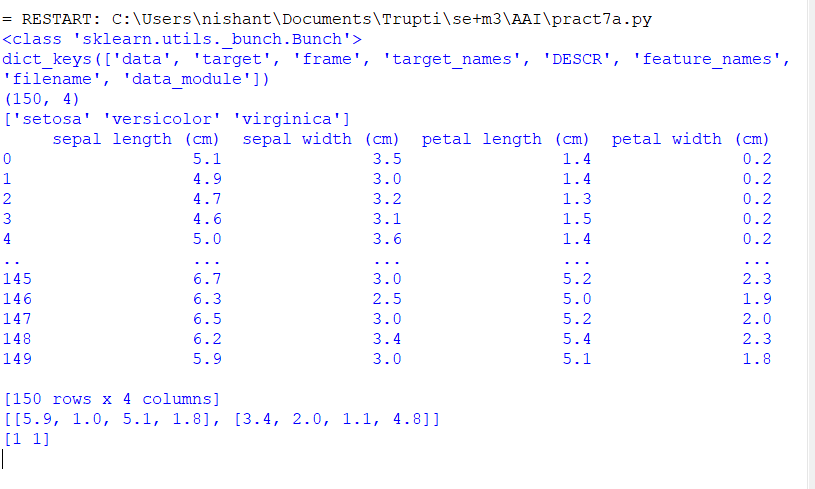 = RESTART: C:\Users\nishant\Documents\Trupti\se+m3\AAI\pract7a.py
<class 'sklearn.utils._bunch.Bunch'>
dict_keys(['data', 'target', 'frame', 'target_names', 'DESCR', 'feature_names',
'filename', 'data_module'])
(150, 4)
['setosa' 'versicolor' 'virginica']
     sepal length (cm)  sepal width (cm)  petal length (cm)  petal width (cm)
0                  5.1               3.5                1.4               0.2
1                  4.9               3.0                1.4               0.2
2                  4.7               3.2                1.3               0.2
3                  4.6               3.1                1.5               0.2
4                  5.0               3.6                1.4               0.2
..                 ...               ...                ...               ...
145                6.7               3.0                5.2               2.3
146                6.3               2.5                5.0               1.9
147                6.5               3.0                5.2               2.0
148                6.2               3.4                5.4               2.3
149                5.9               3.0                5.1               1.8
[150 rows x 4 columns]
[[5.9, 1.0, 5.1, 1.8], [3.4, 2.0, 1.1, 4.8]]
[1 1]